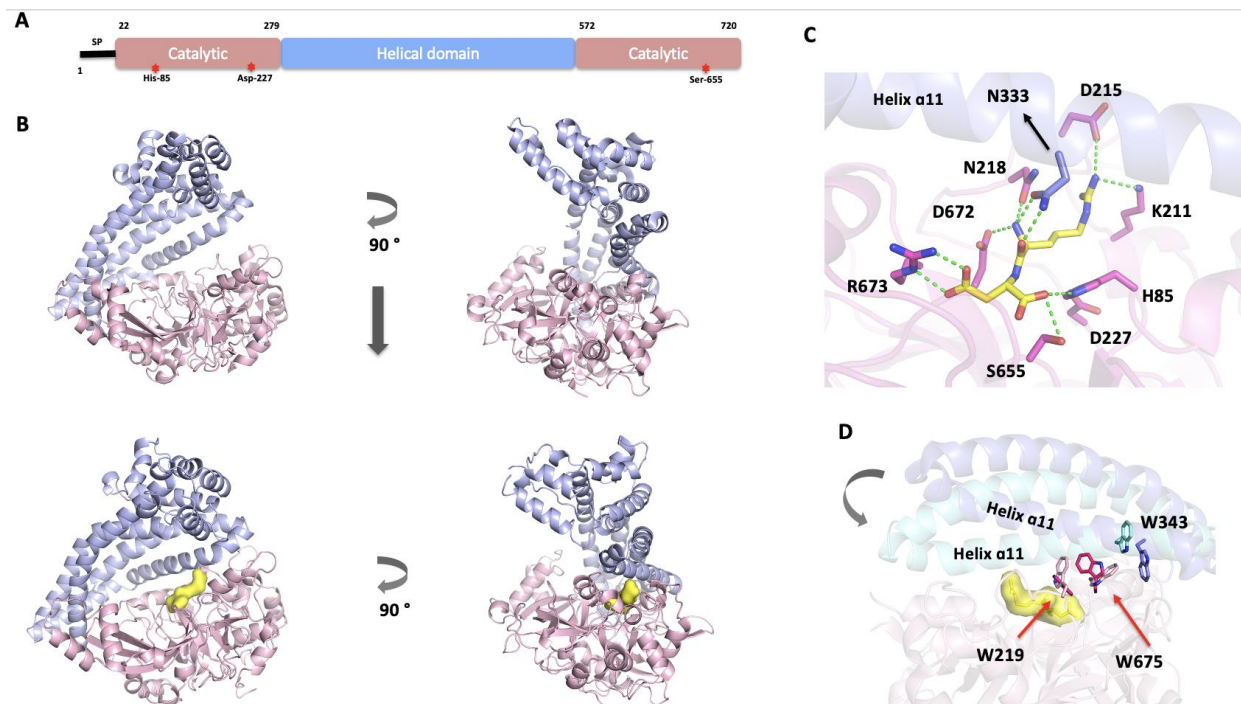 A
22 279 572 720
SP
Catalytic Helical domain Catalytic
1 His-85 Asp-227 Ser-655
B
90 °
90 °
C
Helix α11 N333 D215
N218
D672 K211
R673 H85
D227
S655
D
W343
Helix α11
Helix α11
W219 W675